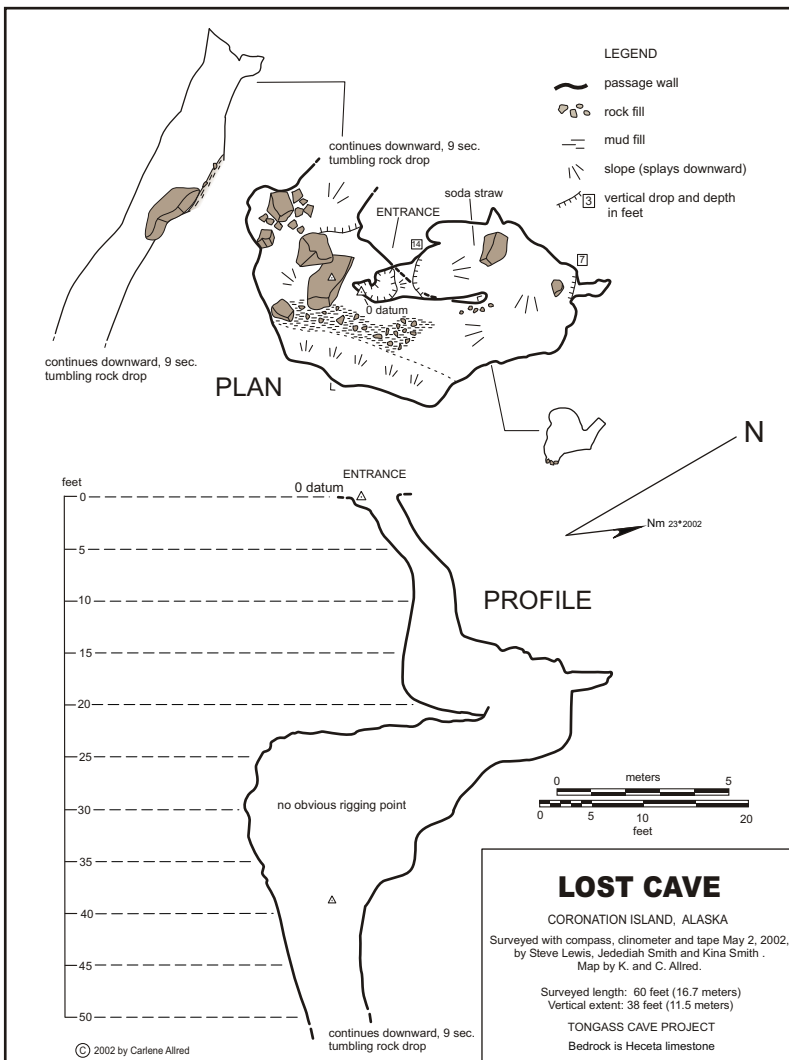 LEGEND
passage wall
rock fill
mud fill
slope (splays downward)
3
vertical drop and depth
in feet
continues downward, 9 sec.
tumbling rock drop
soda straw
ENTRANCE
14
7
0 datum
continues downward, 9 sec.
tumbling rock drop
PLAN
L
N
Nm 23°2002
feet
ENTRANCE
0 datum
0
5
10
15
20
25
30
35
40
45
50
PROFILE
no obvious rigging point
0 meters 5
0 5 10 20
feet
continues downward, 9 sec.
tumbling rock drop
LOST CAVE
CORONATION ISLAND, ALASKA
Surveyed with compass, clinometer and tape May 2, 2002,
by Steve Lewis, Jedediah Smith and Kina Smith .
Map by K. and C. Allred.
Surveyed length: 60 feet (16.7 meters)
Vertical extent: 38 feet (11.5 meters)
TONGASS CAVE PROJECT
Bedrock is Heceta limestone
© 2002 by Carlene Allred